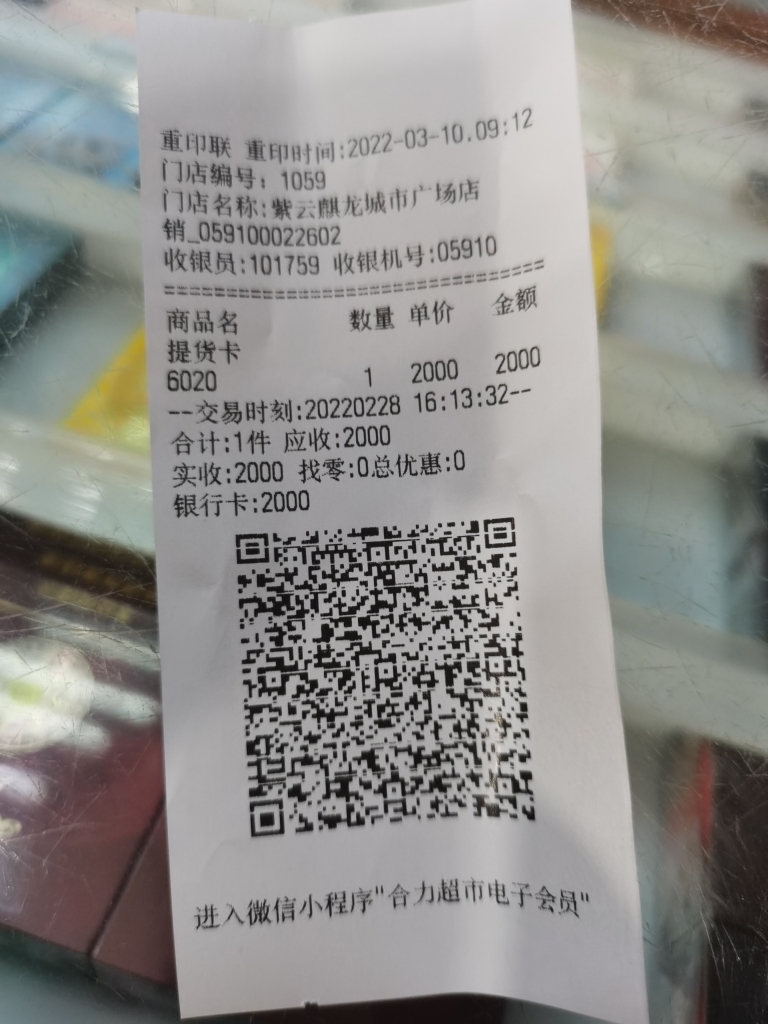 重印联 重印时间:2022-03-10.09:12
门店编号: 1059
门店名称:紫云麒龙城市广场店
销_059100022602
收银员:101759 收银机号:05910
================================
商品名 数量 单价 金额
提货卡
6020 1 2000 2000
--交易时刻:20220228 16:13:32--
合计:1件 应收:2000
实收:2000 找零:0总优惠:0
银行卡:2000
进入微信小程序"合力超市电子会员"